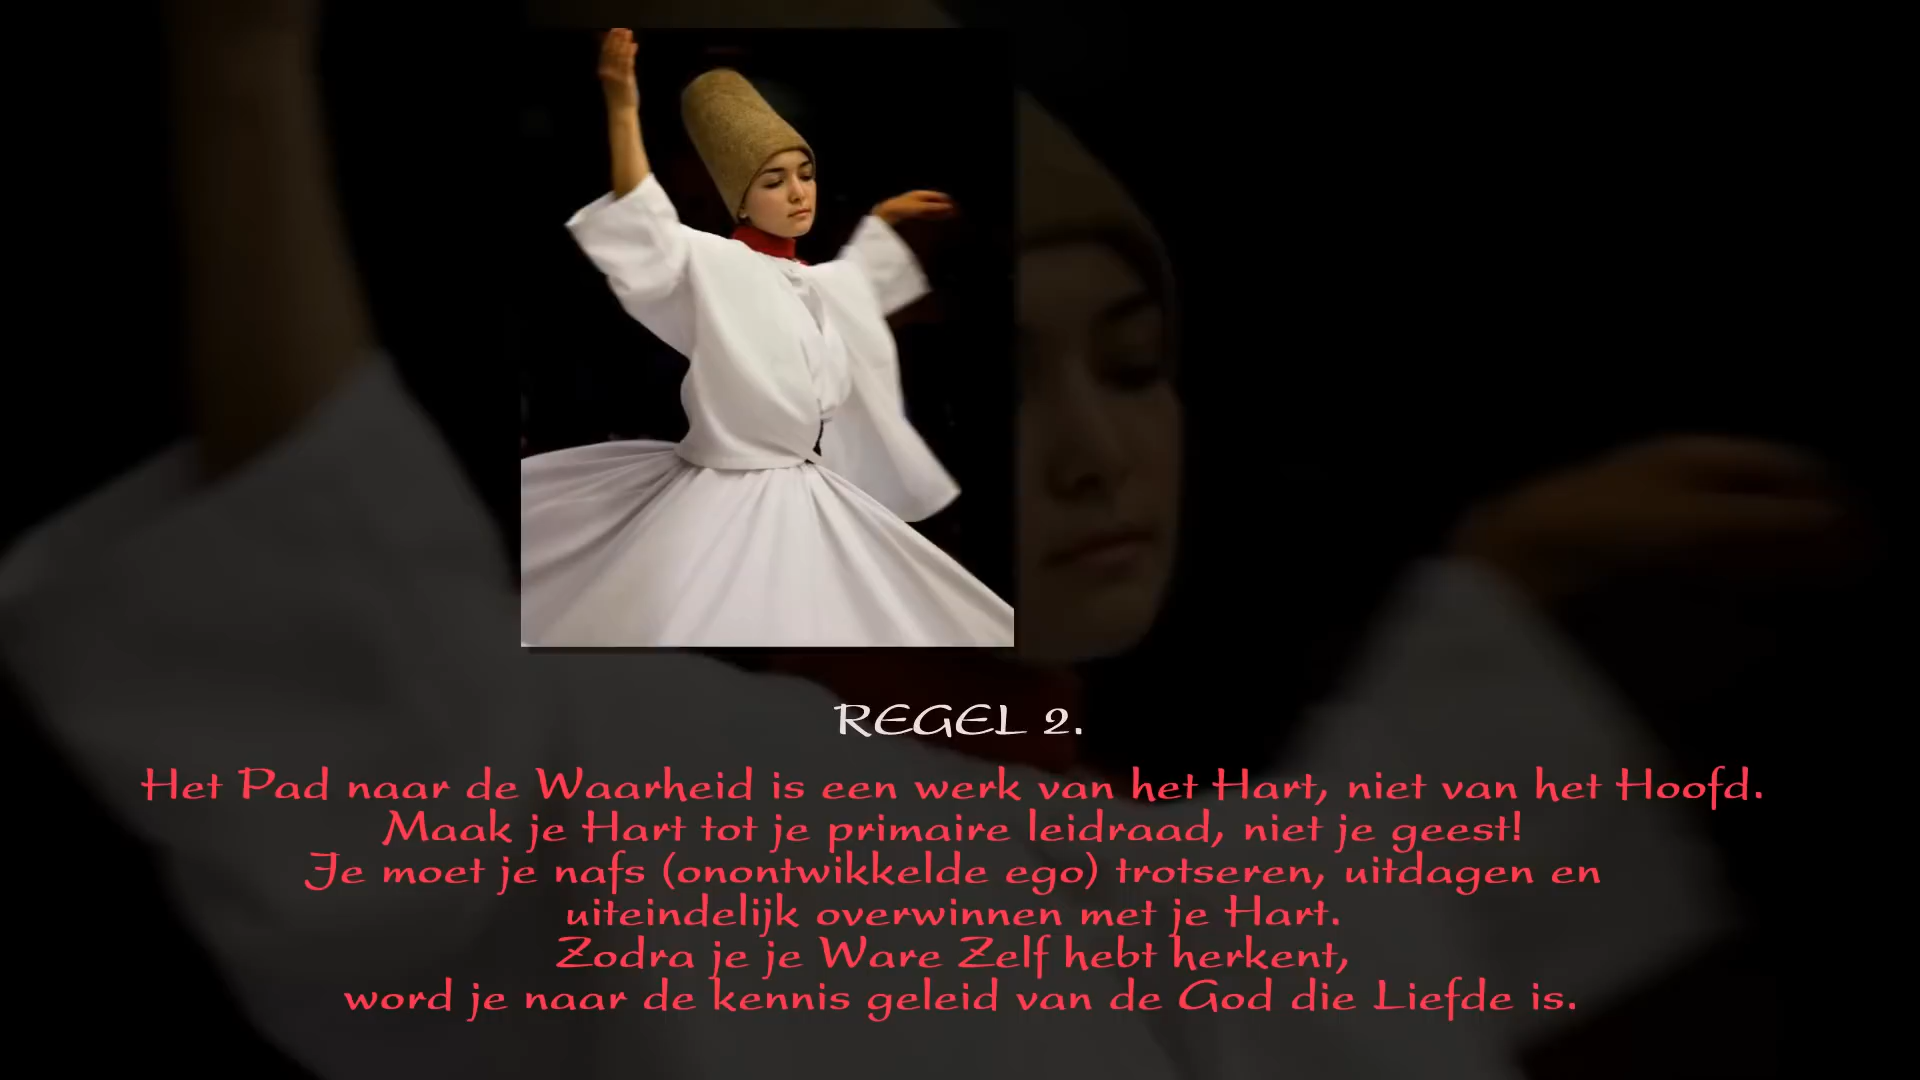 REGEL 2.
Het Pad naar de Waarheid is een werk van het Hart, niet van het Hoofd.
Maak je Hart tot je primaire leidraad, niet je geest!
Je moet je nafs (onontwikkelde ego) trotseren, uitdagen en
uiteindelijk overwinnen met je Hart.
Zodra je je Ware Zelf hebt herkent,
word je naar de kennis geleid van de God die Liefde is.